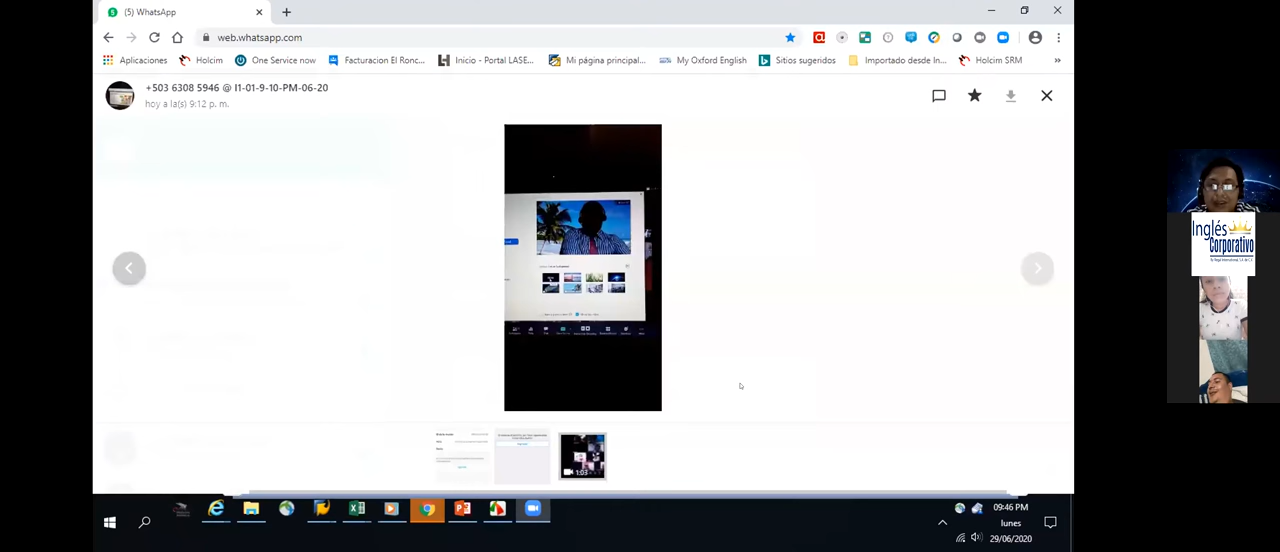 (5) WhatsApp
web.whatsapp.com
Aplicaciones
Holcim
One Service now
Facturacion El Ronc...
Inicio - Portal LASE...
Mi página principal...
My Oxford English
Sitios sugeridos
Importado desde In...
Holcim SRM
»
+503 6308 5946 @ I1-01-9-10-PM-06-20
hoy a la(s) 9:12 p. m.
Inglés
Corporativo
1:03
09:46 PM
lunes
29/06/2020